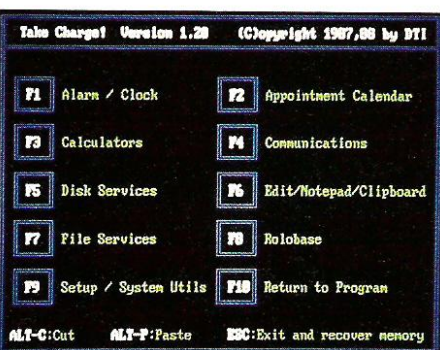 Take Charge! Version 1.20 (C)opyright 1987,88 by DTI
F1 Alarm / Clock F2 Appointment Calendar
F3 Calculators F4 Communications
F5 Disk Services F6 Edit/Notepad/Clipboard
F7 File Services F8 Rolobase
F9 Setup / System Utils F10 Return to Program
ALT-C:Cut ALT-P:Paste ESC:Exit and recover memory